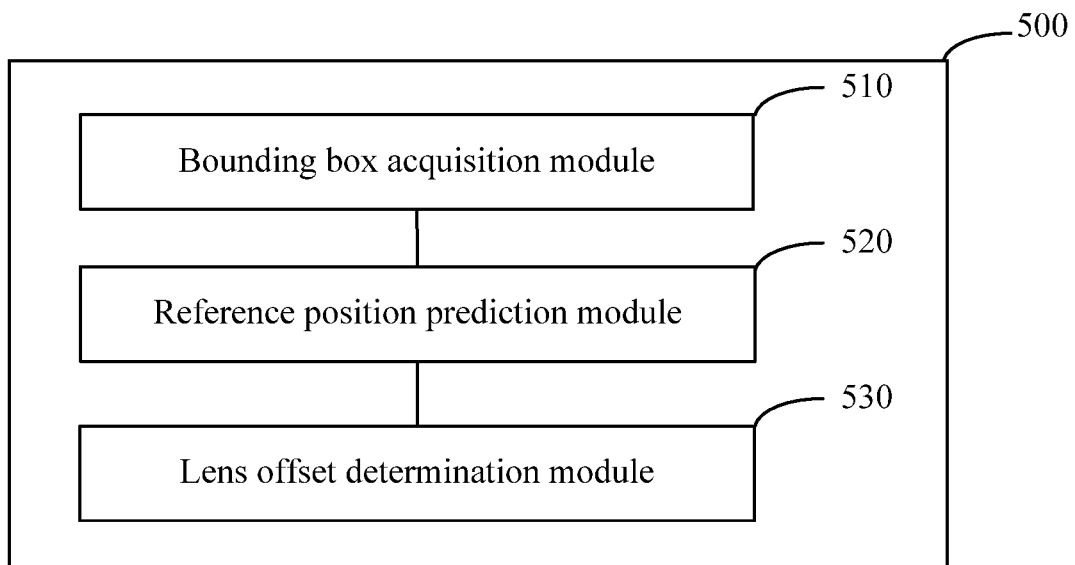 500
510
Bounding box acquisition module
520
Reference position prediction module
530
Lens offset determination module